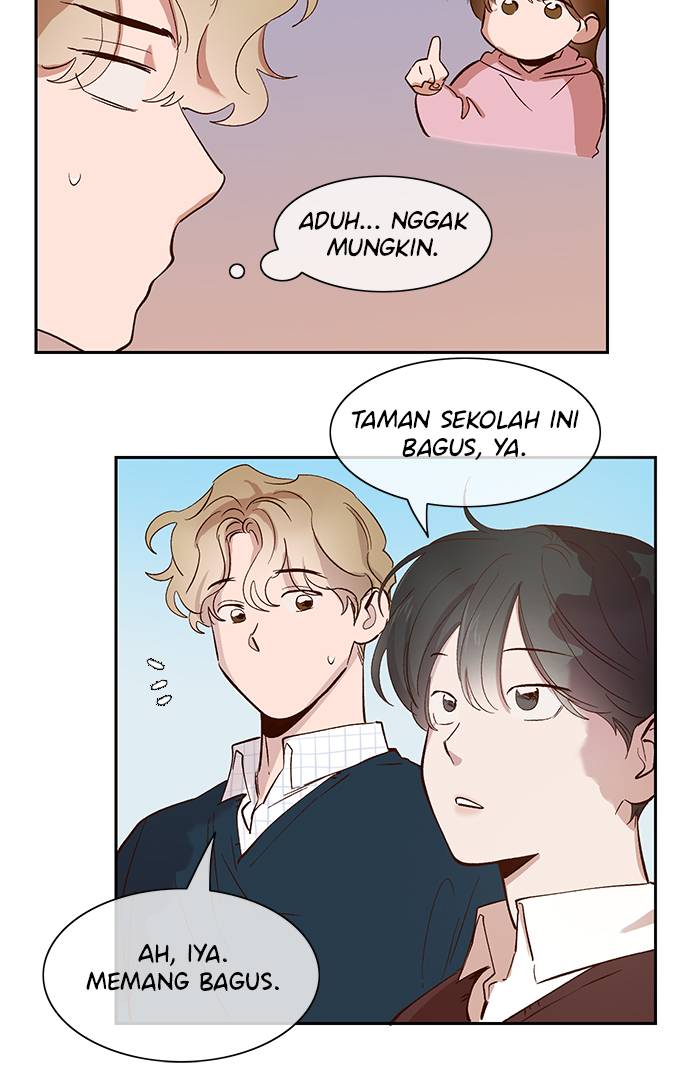 ADUH... NGGAK
MUNGKIN.
TAMAN SEKOLAH INI
BAGUS, YA.
AH, IYA.
MEMANG BAGUS.